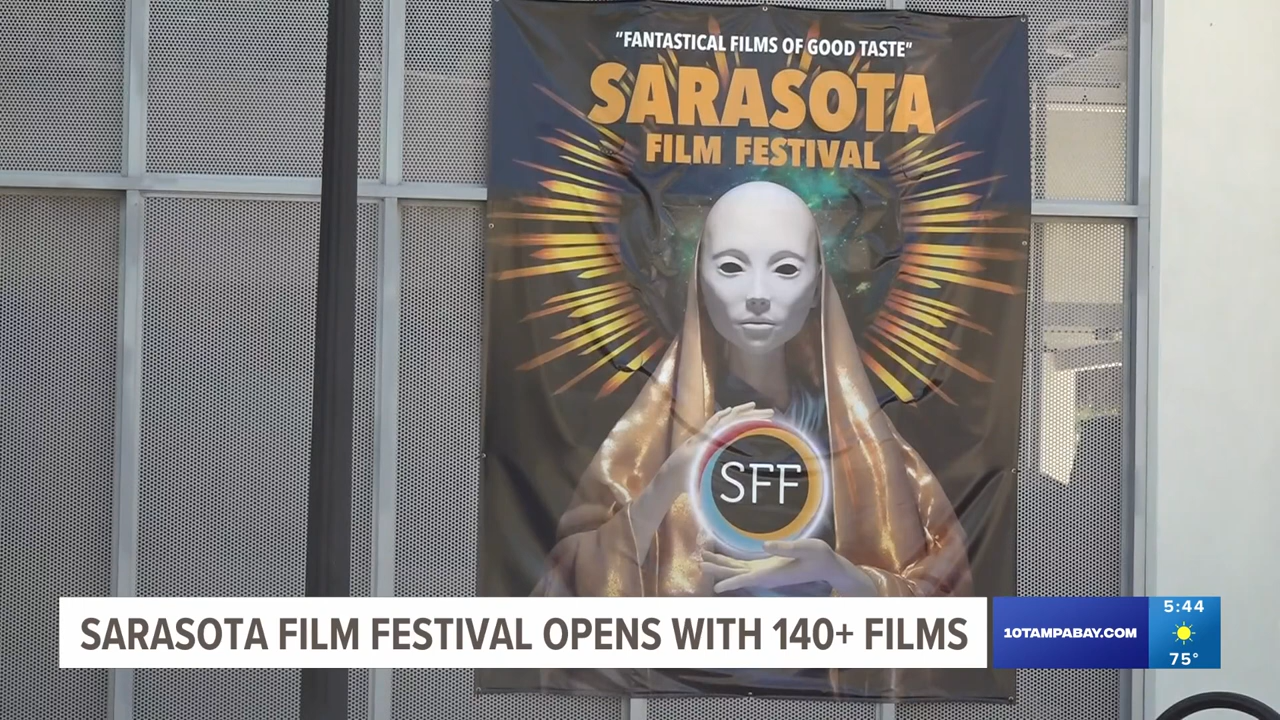 "FANTASTICAL FILMS OF GOOD TASTE"
SARASOTA
FILM FESTIVAL
SFF
SARASOTA FILM FESTIVAL OPENS WITH 140+ FILMS
10TAMPABAY.COM
5:44
75°